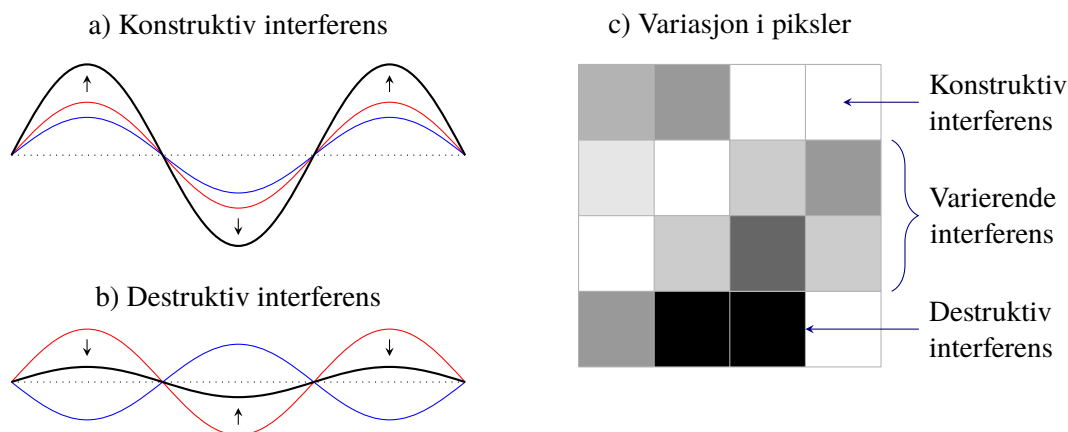 a) Konstruktiv interferens
b) Destruktiv interferens
c) Variasjon i piksler
Konstruktiv
interferens
Varierende
interferens
Destruktiv
interferens